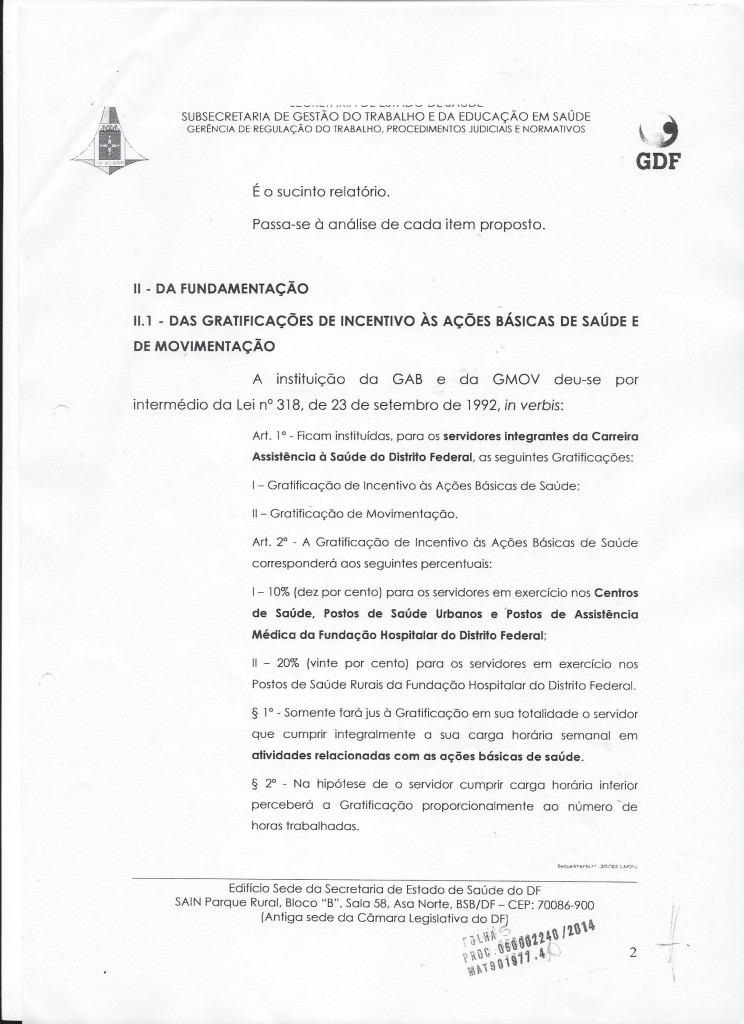 SECRETARIA DE ESTADO DE SAÚDE
SUBSECRETARIA DE GESTÃO DO TRABALHO E DA EDUCAÇÃO EM SAÚDE
GERÊNCIA DE REGULAÇÃO DO TRABALHO, PROCEDIMENTOS JUDICIAIS E NORMATIVOS
GDF
É o sucinto relatório.
Passa-se à análise de cada item proposto.
II - DA FUNDAMENTAÇÃO
II.1 - DAS GRATIFICAÇÕES DE INCENTIVO ÀS AÇÕES BÁSICAS DE SAÚDE E
DE MOVIMENTAÇÃO
A instituição da GAB e da GMOV deu-se por
intermédio da Lei nº 318, de 23 de setembro de 1992, in verbis:
Art. 1º - Ficam instituídas, para os servidores integrantes da Carreira
Assistência à Saúde do Distrito Federal, as seguintes Gratificações:
I – Gratificação de Incentivo às Ações Básicas de Saúde;
II – Gratificação de Movimentação.
Art. 2º - A Gratificação de Incentivo às Ações Básicas de Saúde
corresponderá aos seguintes percentuais:
I – 10% (dez por cento) para os servidores em exercício nos Centros
de Saúde, Postos de Saúde Urbanos e Postos de Assistência
Médica da Fundação Hospitalar do Distrito Federal;
II – 20% (vinte por cento) para os servidores em exercício nos
Postos de Saúde Rurais da Fundação Hospitalar do Distrito Federal.
§ 1º - Somente fará jus à Gratificação em sua totalidade o servidor
que cumprir integralmente a sua carga horária semanal em
atividades relacionadas com as ações básicas de saúde.
§ 2º - Na hipótese de o servidor cumprir carga horária inferior
perceberá a Gratificação proporcionalmente ao número de
horas trabalhadas.
Requerimento nº
Edifício Sede da Secretaria de Estado de Saúde do DF
SAIN Parque Rural, Bloco "B", Sala 58, Asa Norte, BSB/DF – CEP: 70086-900
(Antiga sede da Câmara Legislativa do DF)
FOLHA
PROC.060002240/2014
MAT901977.4
2